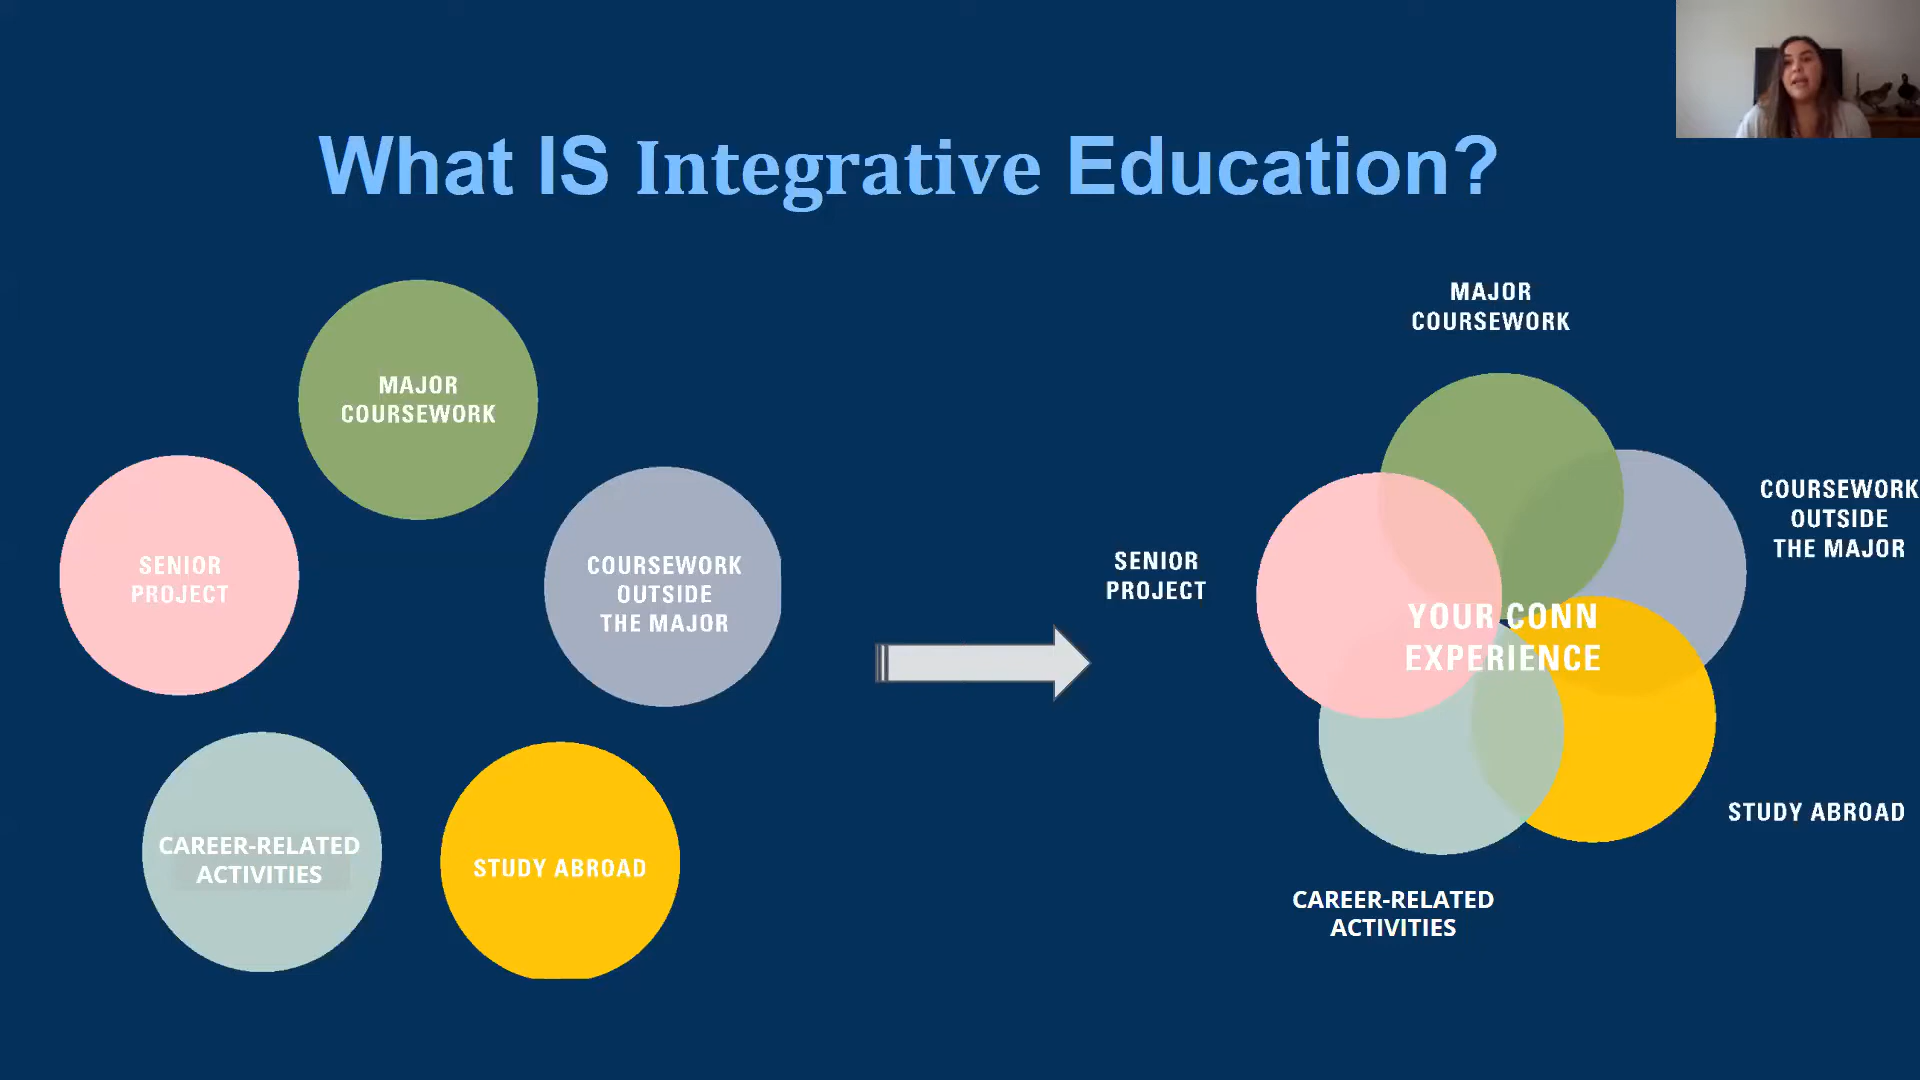 What IS Integrative Education?
MAJOR
COURSEWORK
SENIOR
PROJECT
COURSEWORK
OUTSIDE
THE MAJOR
CAREER-RELATED
ACTIVITIES
STUDY ABROAD
MAJOR
COURSEWORK
COURSEWORK
OUTSIDE
THE MAJOR
SENIOR
PROJECT
YOUR CONN
EXPERIENCE
STUDY ABROAD
CAREER-RELATED
ACTIVITIES